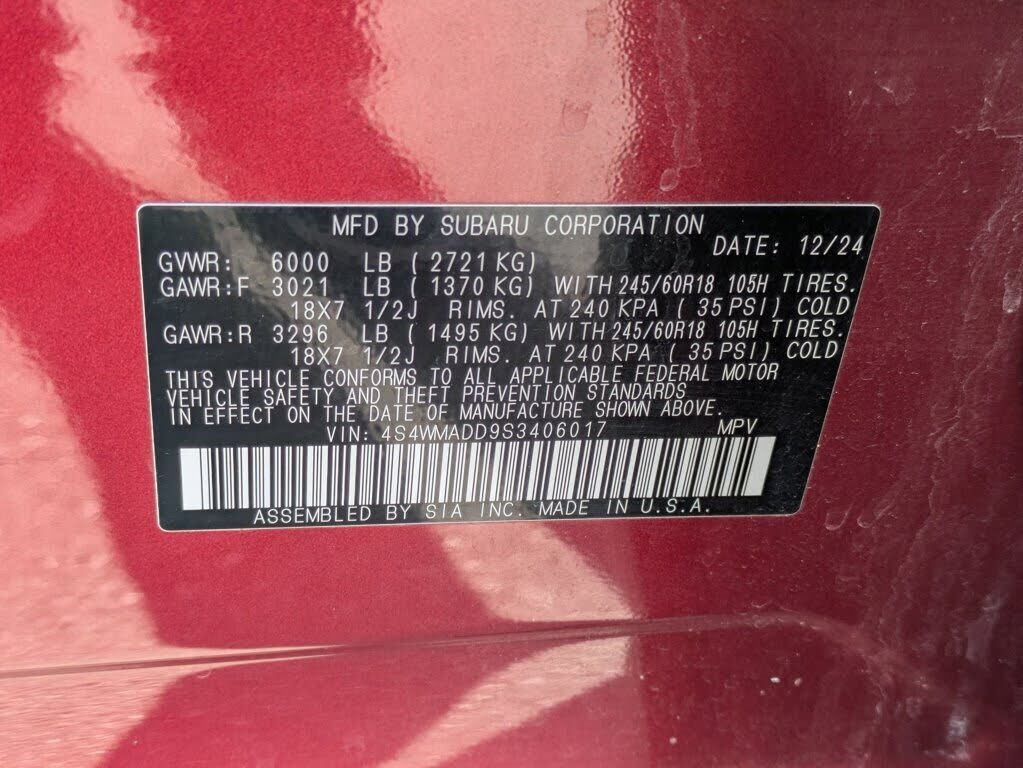 MFD BY SUBARU CORPORATION
DATE: 12/24
GVWR: 6000 LB ( 2721 KG)
GAWR:F 3021 LB ( 1370 KG) WITH 245/60R18 105H TIRES.
18X7 1/2J RIMS. AT 240 KPA ( 35 PSI) COLD
GAWR:R 3296 LB ( 1495 KG) WITH 245/60R18 105H TIRES.
18X7 1/2J RIMS. AT 240 KPA ( 35 PSI) COLD
THIS VEHICLE CONFORMS TO ALL APPLICABLE FEDERAL MOTOR
VEHICLE SAFETY AND THEFT PREVENTION STANDARDS
IN EFFECT ON THE DATE OF MANUFACTURE SHOWN ABOVE.
VIN: 4S4WMADD9S3406017 MPV
ASSEMBLED BY SIA INC. MADE IN U.S.A.